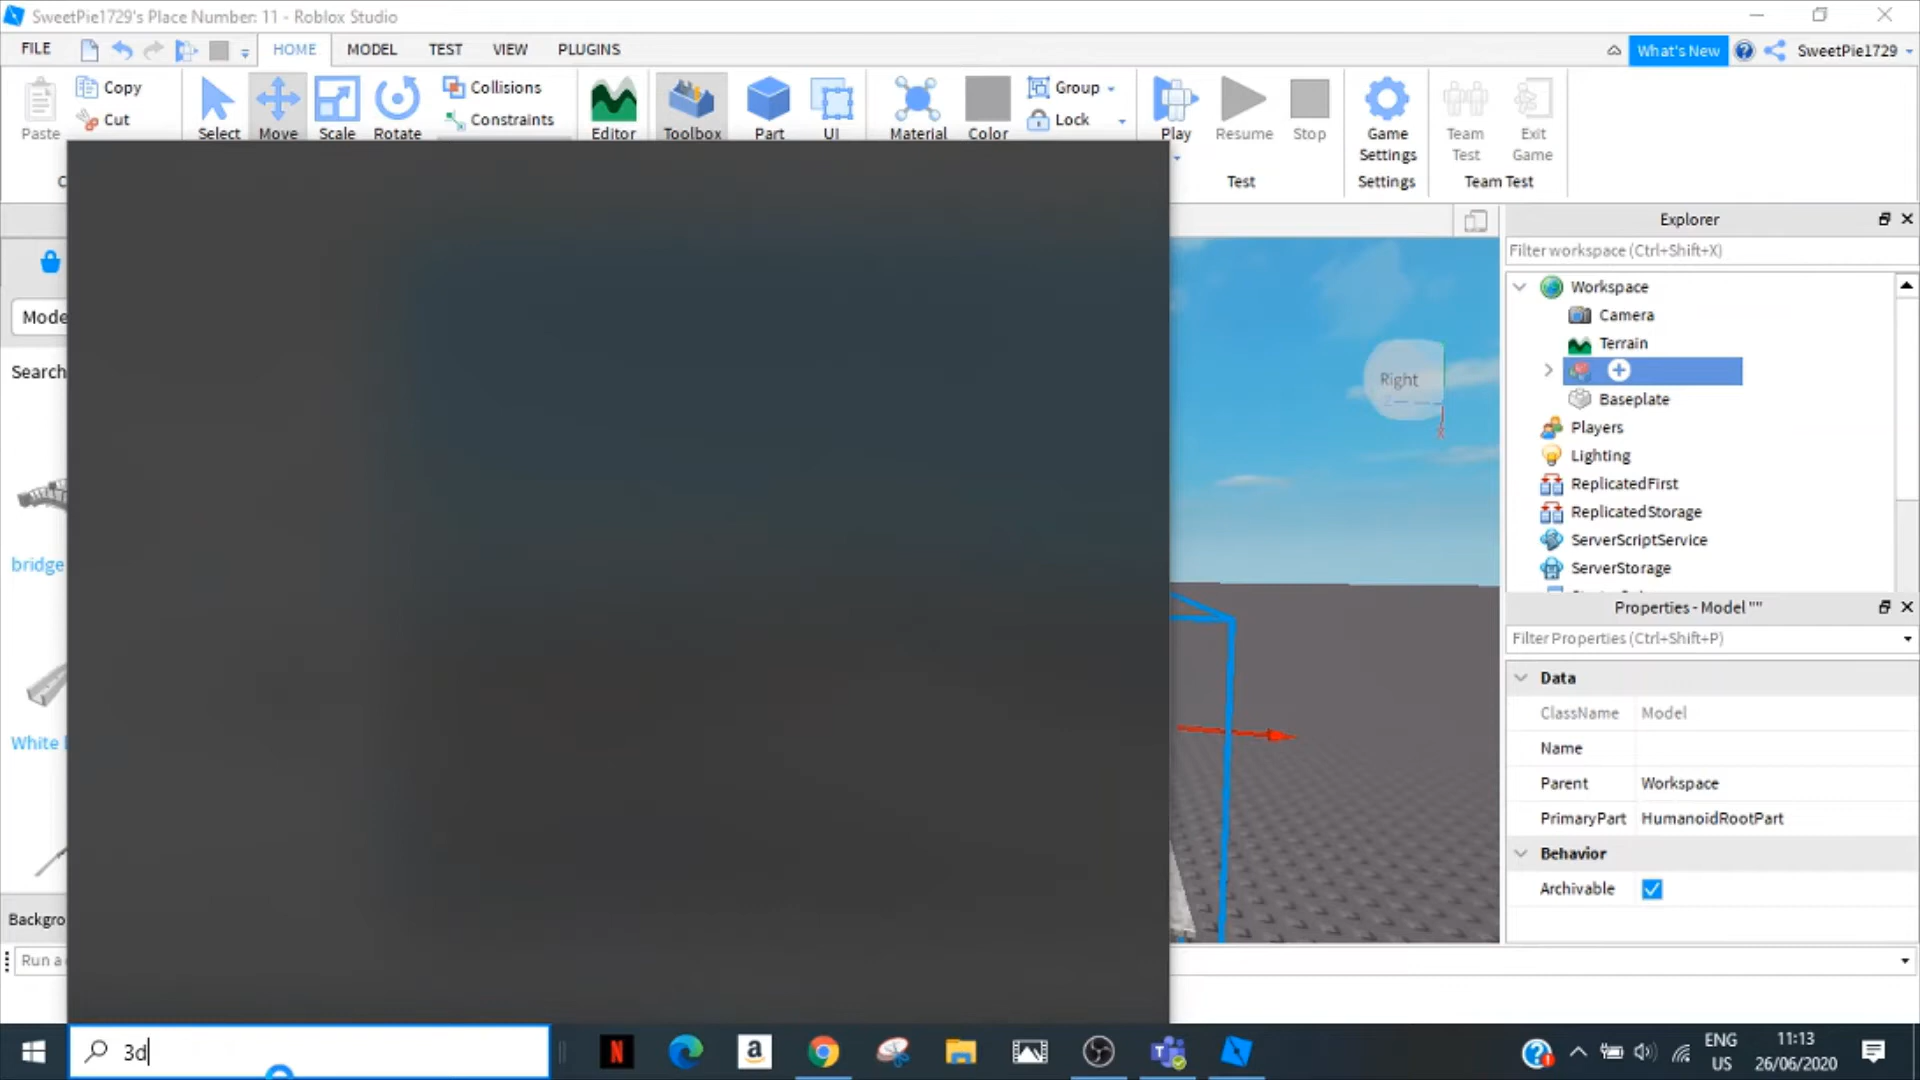 SweetPie1729's Place Number: 11 - Roblox Studio
FILE HOME MODEL TEST VIEW PLUGINS What's New SweetPie1729
Paste Copy Cut Select Move Scale Rotate Collisions Constraints Editor Toolbox Part UI Material Color Group Lock Play Resume Stop Game Settings Team Test Exit Game
Test Settings Team Test
Explorer
Filter workspace (Ctrl+Shift+X)
Workspace
Camera
Terrain
Baseplate
Players
Lighting
ReplicatedFirst
ReplicatedStorage
ServerScriptService
ServerStorage
Mode
Search
bridge
White
Backgro
Run a
Right
Properties - Model ""
Filter Properties (Ctrl+Shift+P)
Data
ClassName Model
Name
Parent Workspace
PrimaryPart HumanoidRootPart
Behavior
Archivable
3d
N a
ENG
US
11:13
26/06/2020